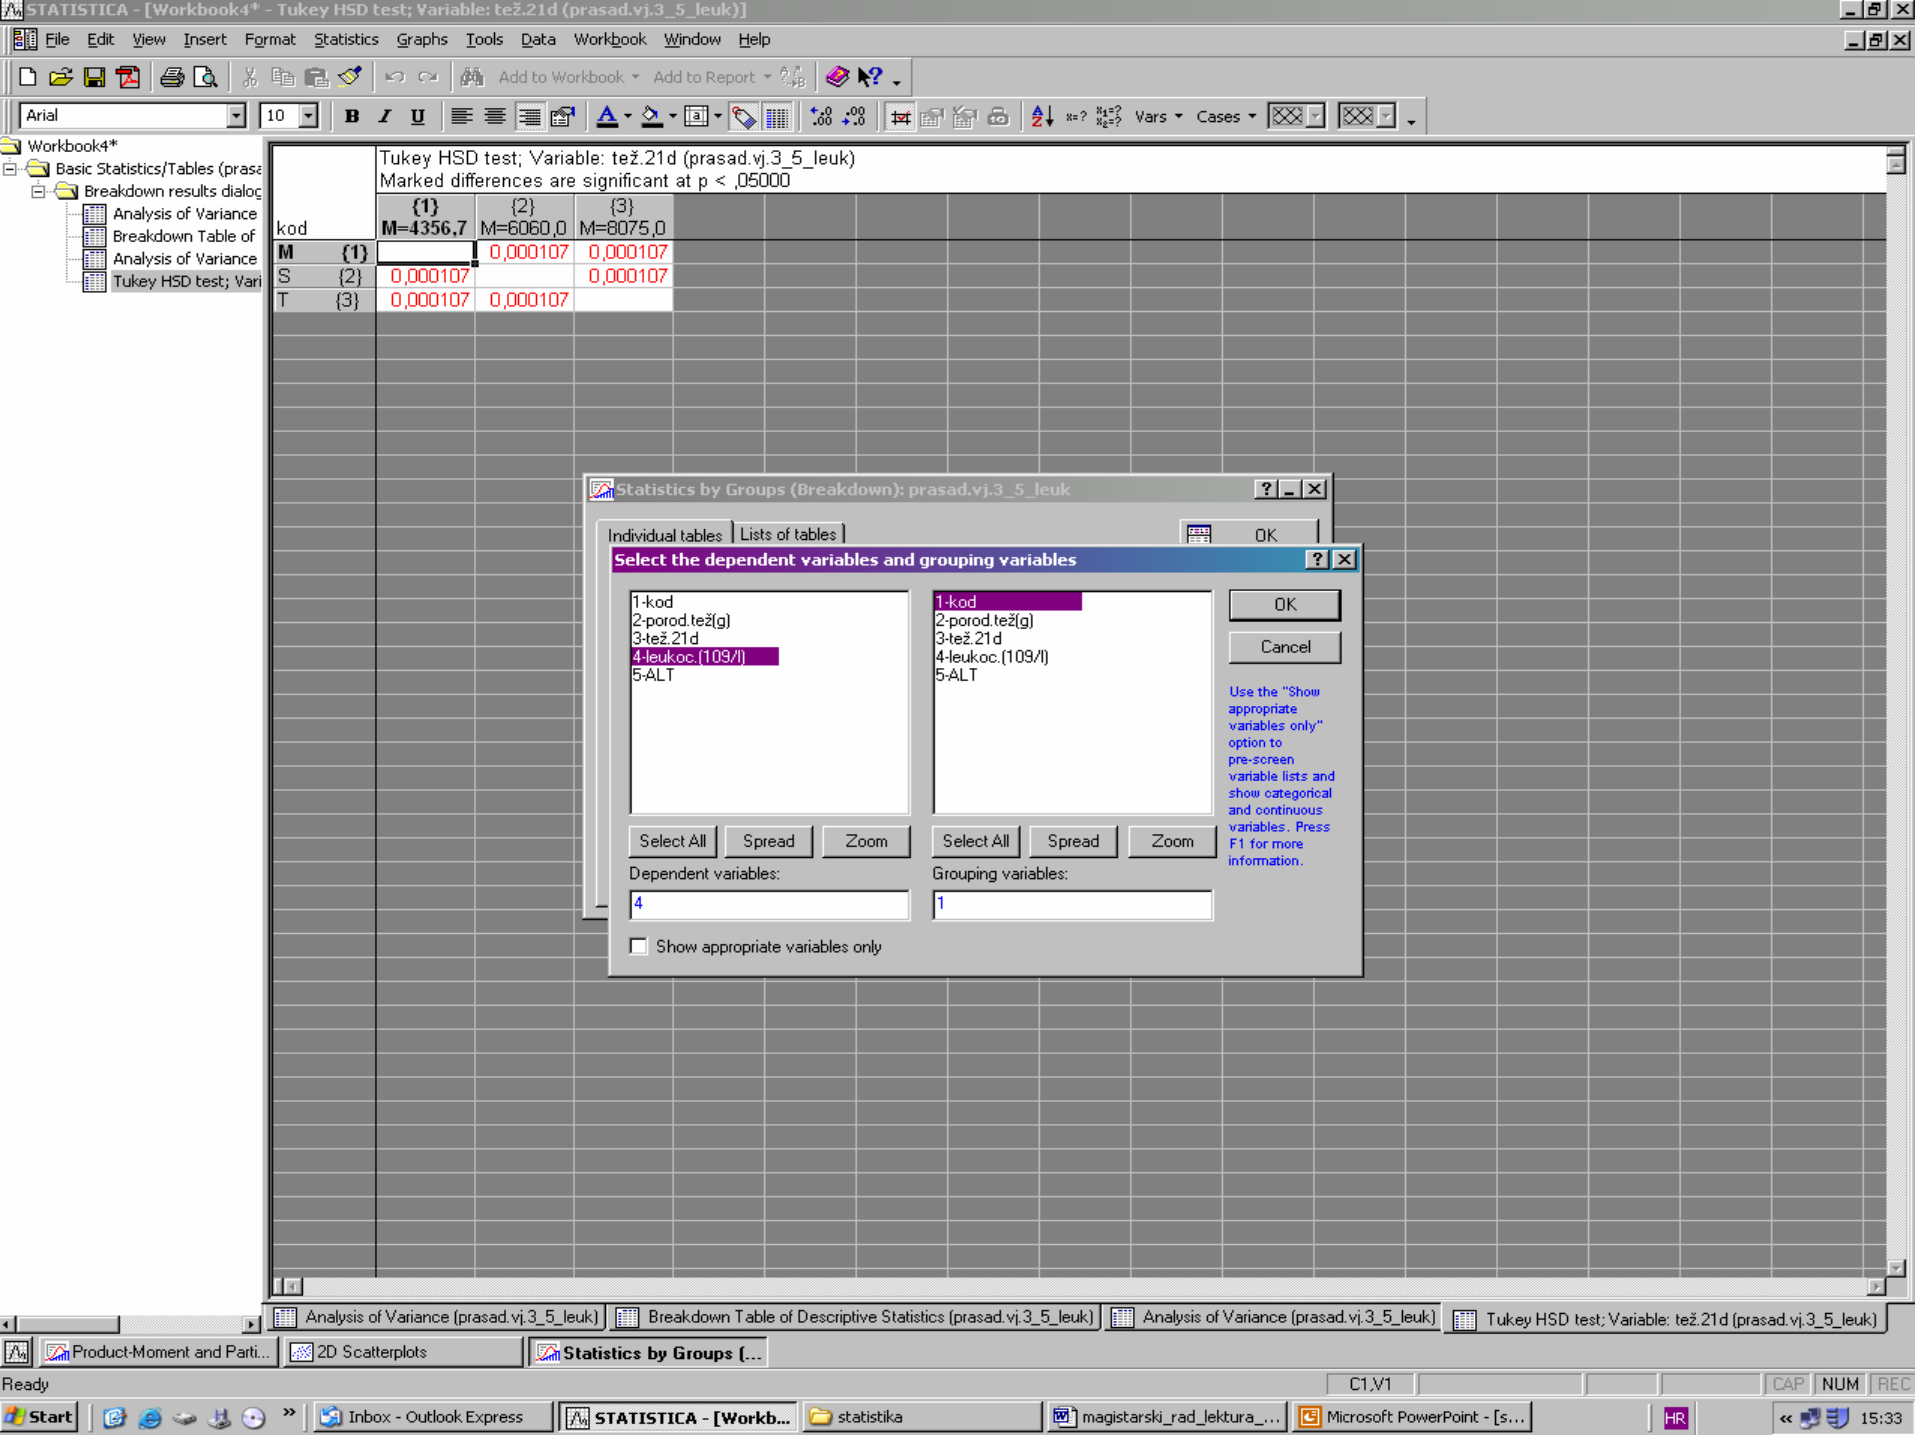 STATISTICA - [Workbook4* - Tukey HSD test; Variable: tež.21d (prasad.vj.3_5_leuk)]
File Edit View Insert Format Statistics Graphs Tools Data Workbook Window Help
Add to Workbook Add to Report
Arial 10 B I U A Vars Cases
Workbook4*
Basic Statistics/Tables (prasa
Breakdown results dialog
Analysis of Variance
Breakdown Table of
Analysis of Variance
Tukey HSD test; Vari
Tukey HSD test; Variable: tež.21d (prasad.vj.3_5_leuk)
Marked differences are significant at p < ,05000
{1} {2} {3}
kod M=4356,7 M=6060,0 M=8075,0
M {1} 0,000107 0,000107
S {2} 0,000107 0,000107
T {3} 0,000107 0,000107
Statistics by Groups (Breakdown): prasad.vj.3_5_leuk
Individual tables Lists of tables OK
Select the dependent variables and grouping variables
1-kod
2-porod.tež(g)
3-tež.21d
4-leukoc.(109/l)
5-ALT
1-kod
2-porod.tež(g)
3-tež.21d
4-leukoc.(109/l)
5-ALT
OK
Cancel
Use the "Show
appropriate
variables only"
option to
pre-screen
variable lists and
show categorical
and continuous
variables. Press
F1 for more
information.
Select All Spread Zoom Select All Spread Zoom
Dependent variables: Grouping variables:
4 1
Show appropriate variables only
Analysis of Variance (prasad.vj.3_5_leuk) Breakdown Table of Descriptive Statistics (prasad.vj.3_5_leuk) Analysis of Variance (prasad.vj.3_5_leuk) Tukey HSD test; Variable: tež.21d (prasad.vj.3_5_leuk)
Product-Moment and Parti... 2D Scatterplots Statistics by Groups (...
Ready C1,V1 CAP NUM REC
Start Inbox - Outlook Express STATISTICA - [Workb... statistika magistarski_rad_lektura_... Microsoft PowerPoint - [s... HR 15:33